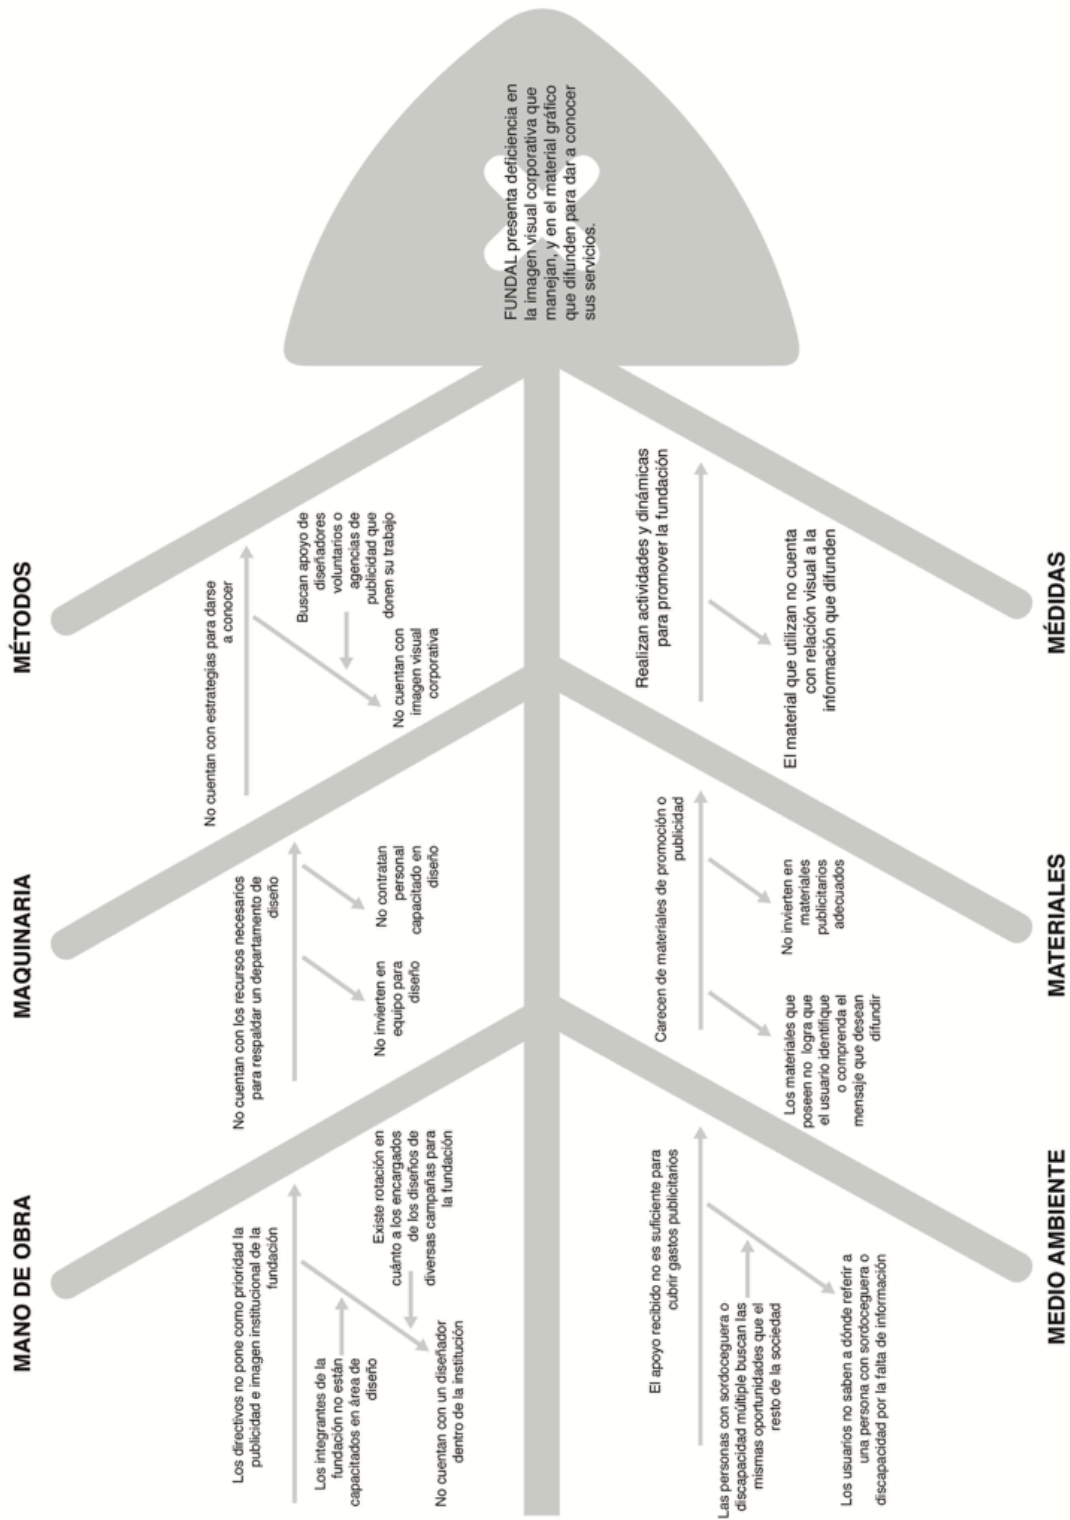 MANO DE OBRA
MAQUINARIA
MÉTODOS
Los directivos no pone como prioridad la
publicidad e imagen institucional de la
fundación
Los integrantes de la
fundación no están
capacitados en área de
diseño
Existe rotación en
cuánto a los encargados
de los diseños de
diversas campañas para
la fundación
No cuentan con un diseñador
dentro de la institución
No cuentan con los recursos necesarios
para respaldar un departamento de
diseño
No invierten en
equipo para
diseño
No contratan
personal
capacitado en
diseño
No cuentan con estrategias para darse
a conocer
Buscan apoyo de
diseñadores
voluntarios o
agencias de
publicidad que
donen su trabajo
No cuentan con
imagen visual
corporativa
FUNDAL presenta deficiencia en
la imagen visual corporativa que
manejan, y en el material gráfico
que difunden para dar a conocer
sus servicios.
El apoyo recibido no es suficiente para
cubrir gastos publicitarios
Las personas con sordoceguera o
discapacidad múltiple buscan las
mismas oportunidades que el
resto de la sociedad
Los usuarios no saben a dónde referir a
una persona con sordoceguera o
discapacidad por la falta de información
Carecen de materiales de promoción o
publicidad
Los materiales que
poseen no logra que
el usuario identifique
o comprenda el
mensaje que desean
difundir
No invierten en
materiales
publicitarios
adecuados
Realizan actividades y dinámicas
para promover la fundación
El material que utilizan no cuenta
con relación visual a la
información que difunden
MEDIO AMBIENTE
MATERIALES
MÉDIDAS